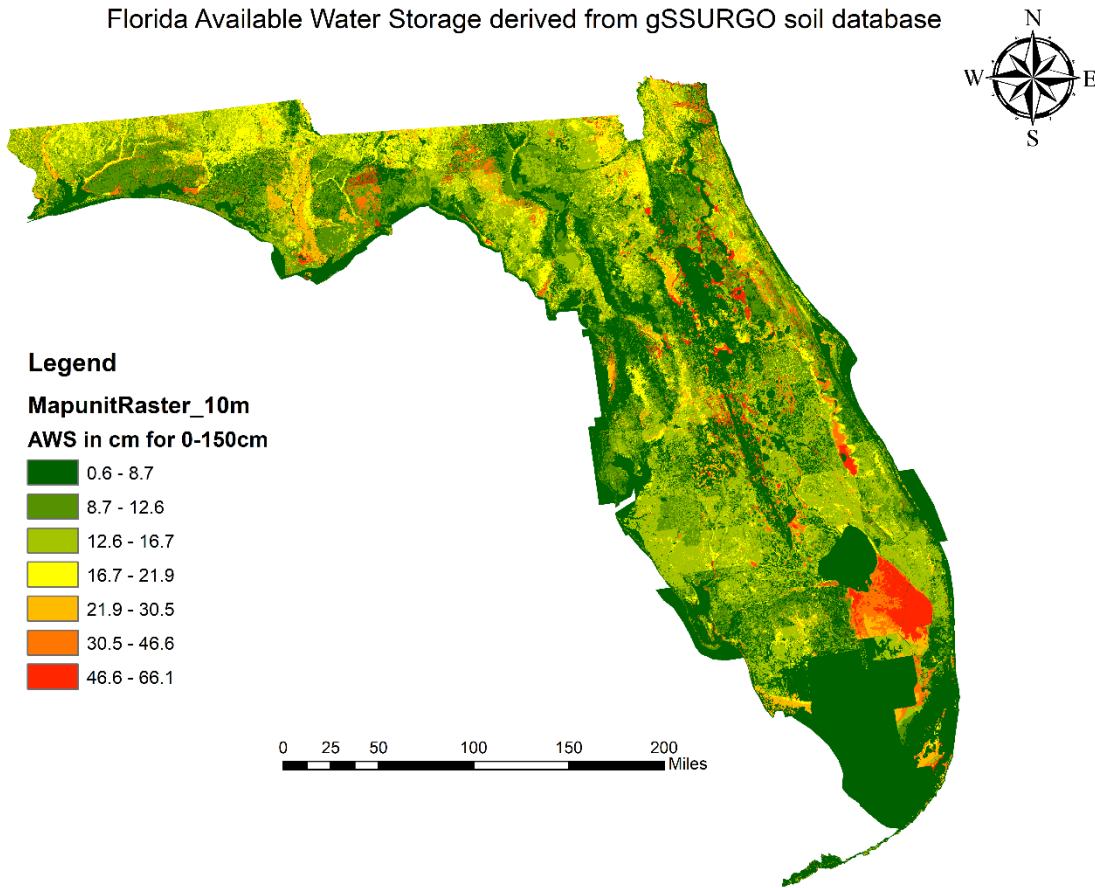 Florida Available Water Storage derived from gSSURGO soil database
N
W E
S
Legend
MapunitRaster_10m
AWS in cm for 0-150cm
0.6 - 8.7
8.7 - 12.6
12.6 - 16.7
16.7 - 21.9
21.9 - 30.5
30.5 - 46.6
46.6 - 66.1
0 25 50 100 150 200
Miles